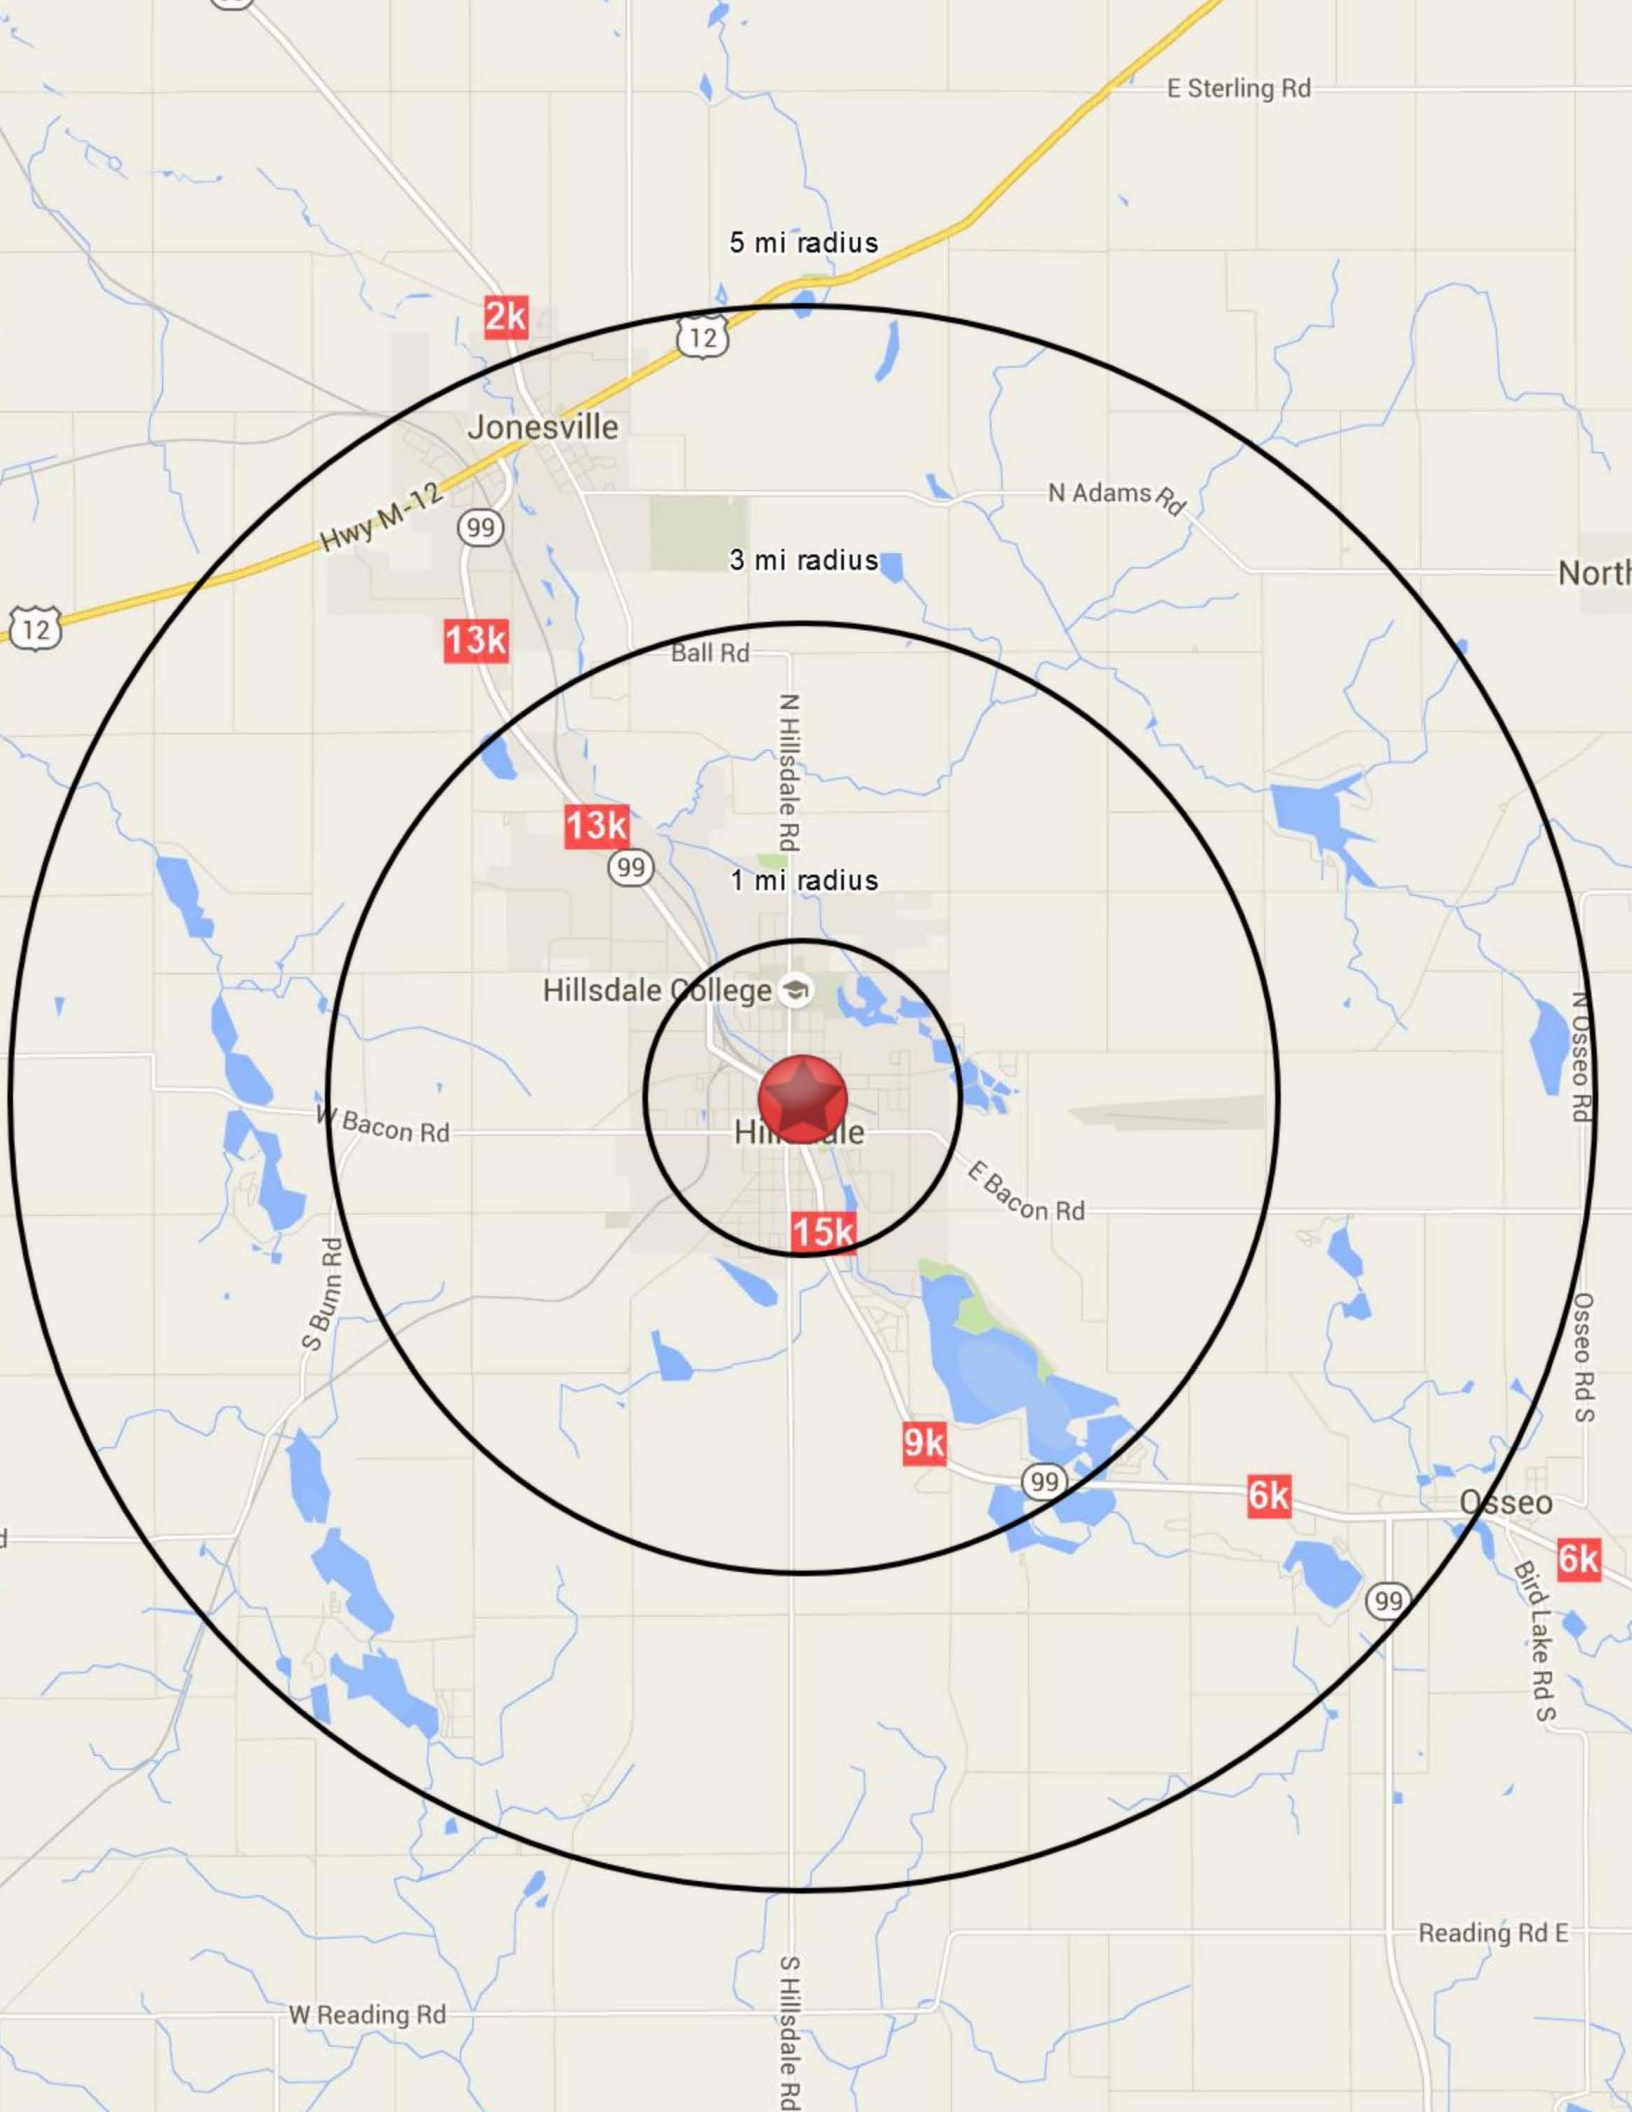 E Sterling Rd
5 mi radius
2k
12
Jonesville
Hwy M-12
N Adams Rd
99
3 mi radius
North
12
13k
Ball Rd
N Hillsdale Rd
13k
99
1 mi radius
Hillsdale College
N Osseo Rd
W Bacon Rd
E Bacon Rd
15k
S Bunn Rd
Osseo Rd S
9k
99
6k
Osseo
6k
Bird Lake Rd S
99
Reading Rd E
S Hillsdale Rd
W Reading Rd